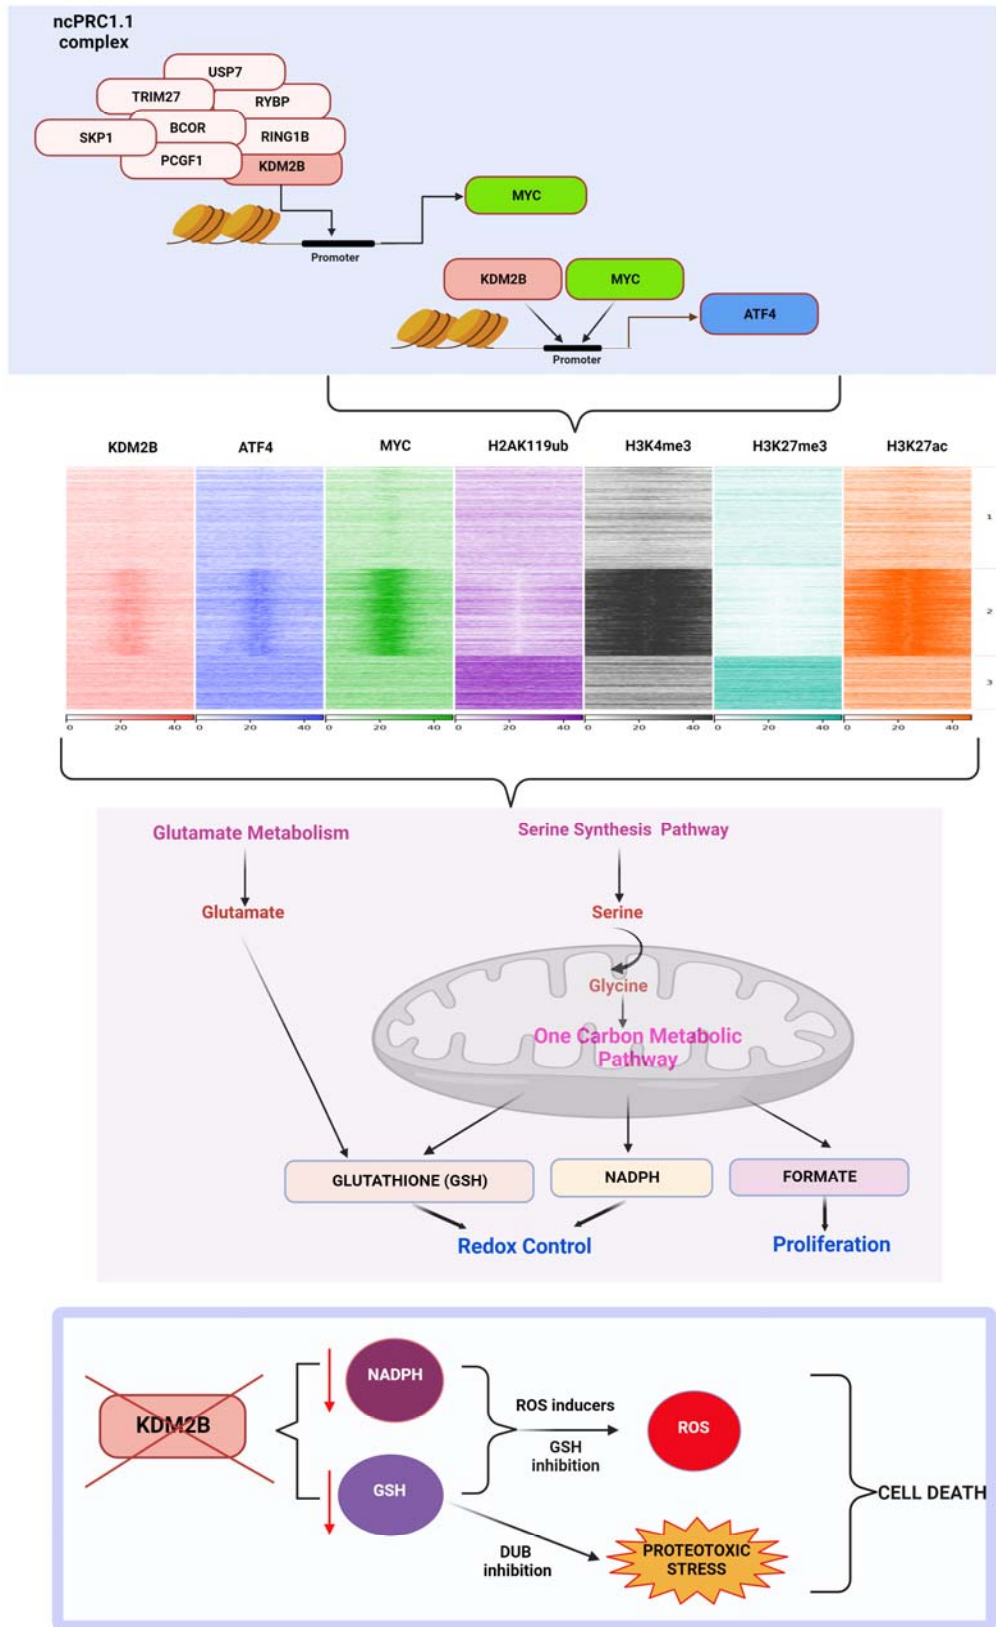 ncPRC1.1
complex
USP7
TRIM27
RYBP
BCOR
SKP1
RING1B
PCGF1
KDM2B
MYC
Promoter
KDM2B
MYC
ATF4
Promoter
KDM2B ATF4 MYC H2AK119ub H3K4me3 H3K27me3 H3K27ac
1
2
3
0 20 40 0 20 40 0 20 40 0 20 40 0 20 40 0 20 40 0 20 40
Glutamate Metabolism
Serine Synthesis Pathway
Glutamate
Serine
Glycine
One Carbon Metabolic
Pathway
GLUTATHIONE (GSH)
NADPH
FORMATE
Redox Control
Proliferation
NADPH
KDM2B
ROS inducers
GSH
inhibition
ROS
GSH
CELL DEATH
DUB
inhibition
PROTEOTOXIC
STRESS